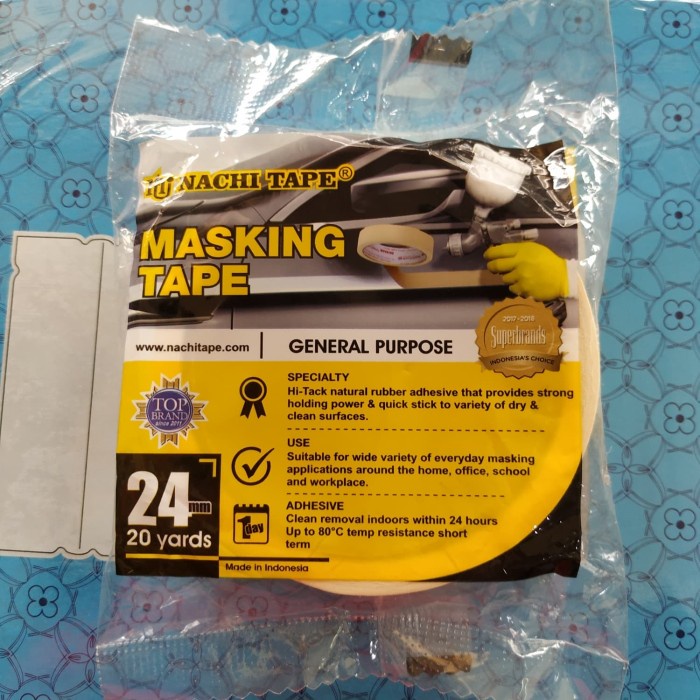 NACHI TAPE®
MASKING
TAPE
www.nachitape.com
GENERAL PURPOSE
2017-2018
Superbrands
INDONESIA'S CHOICE
TOP
BRAND
since 2011
SPECIALTY
Hi-Tack natural rubber adhesive that provides strong
holding power & quick stick to variety of dry &
clean surfaces.
USE
Suitable for wide variety of everyday masking
applications around the home, office, school
and workplace.
24mm
20 yards
1day
ADHESIVE
Clean removal indoors within 24 hours
Up to 80°C temp resistance short
term
Made in Indonesia